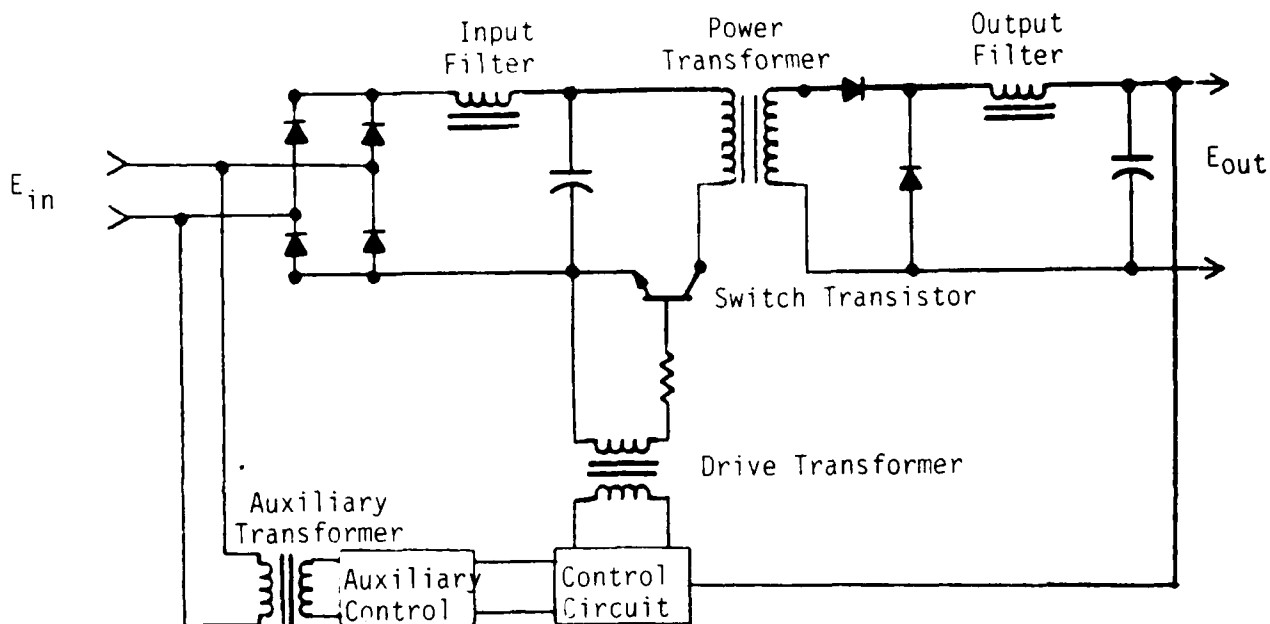 Input
Filter
Power
Transformer
Output
Filter
E in
E out
Switch Transistor
Drive Transformer
Auxiliary
Transformer
Auxiliary
Control
Control
Circuit